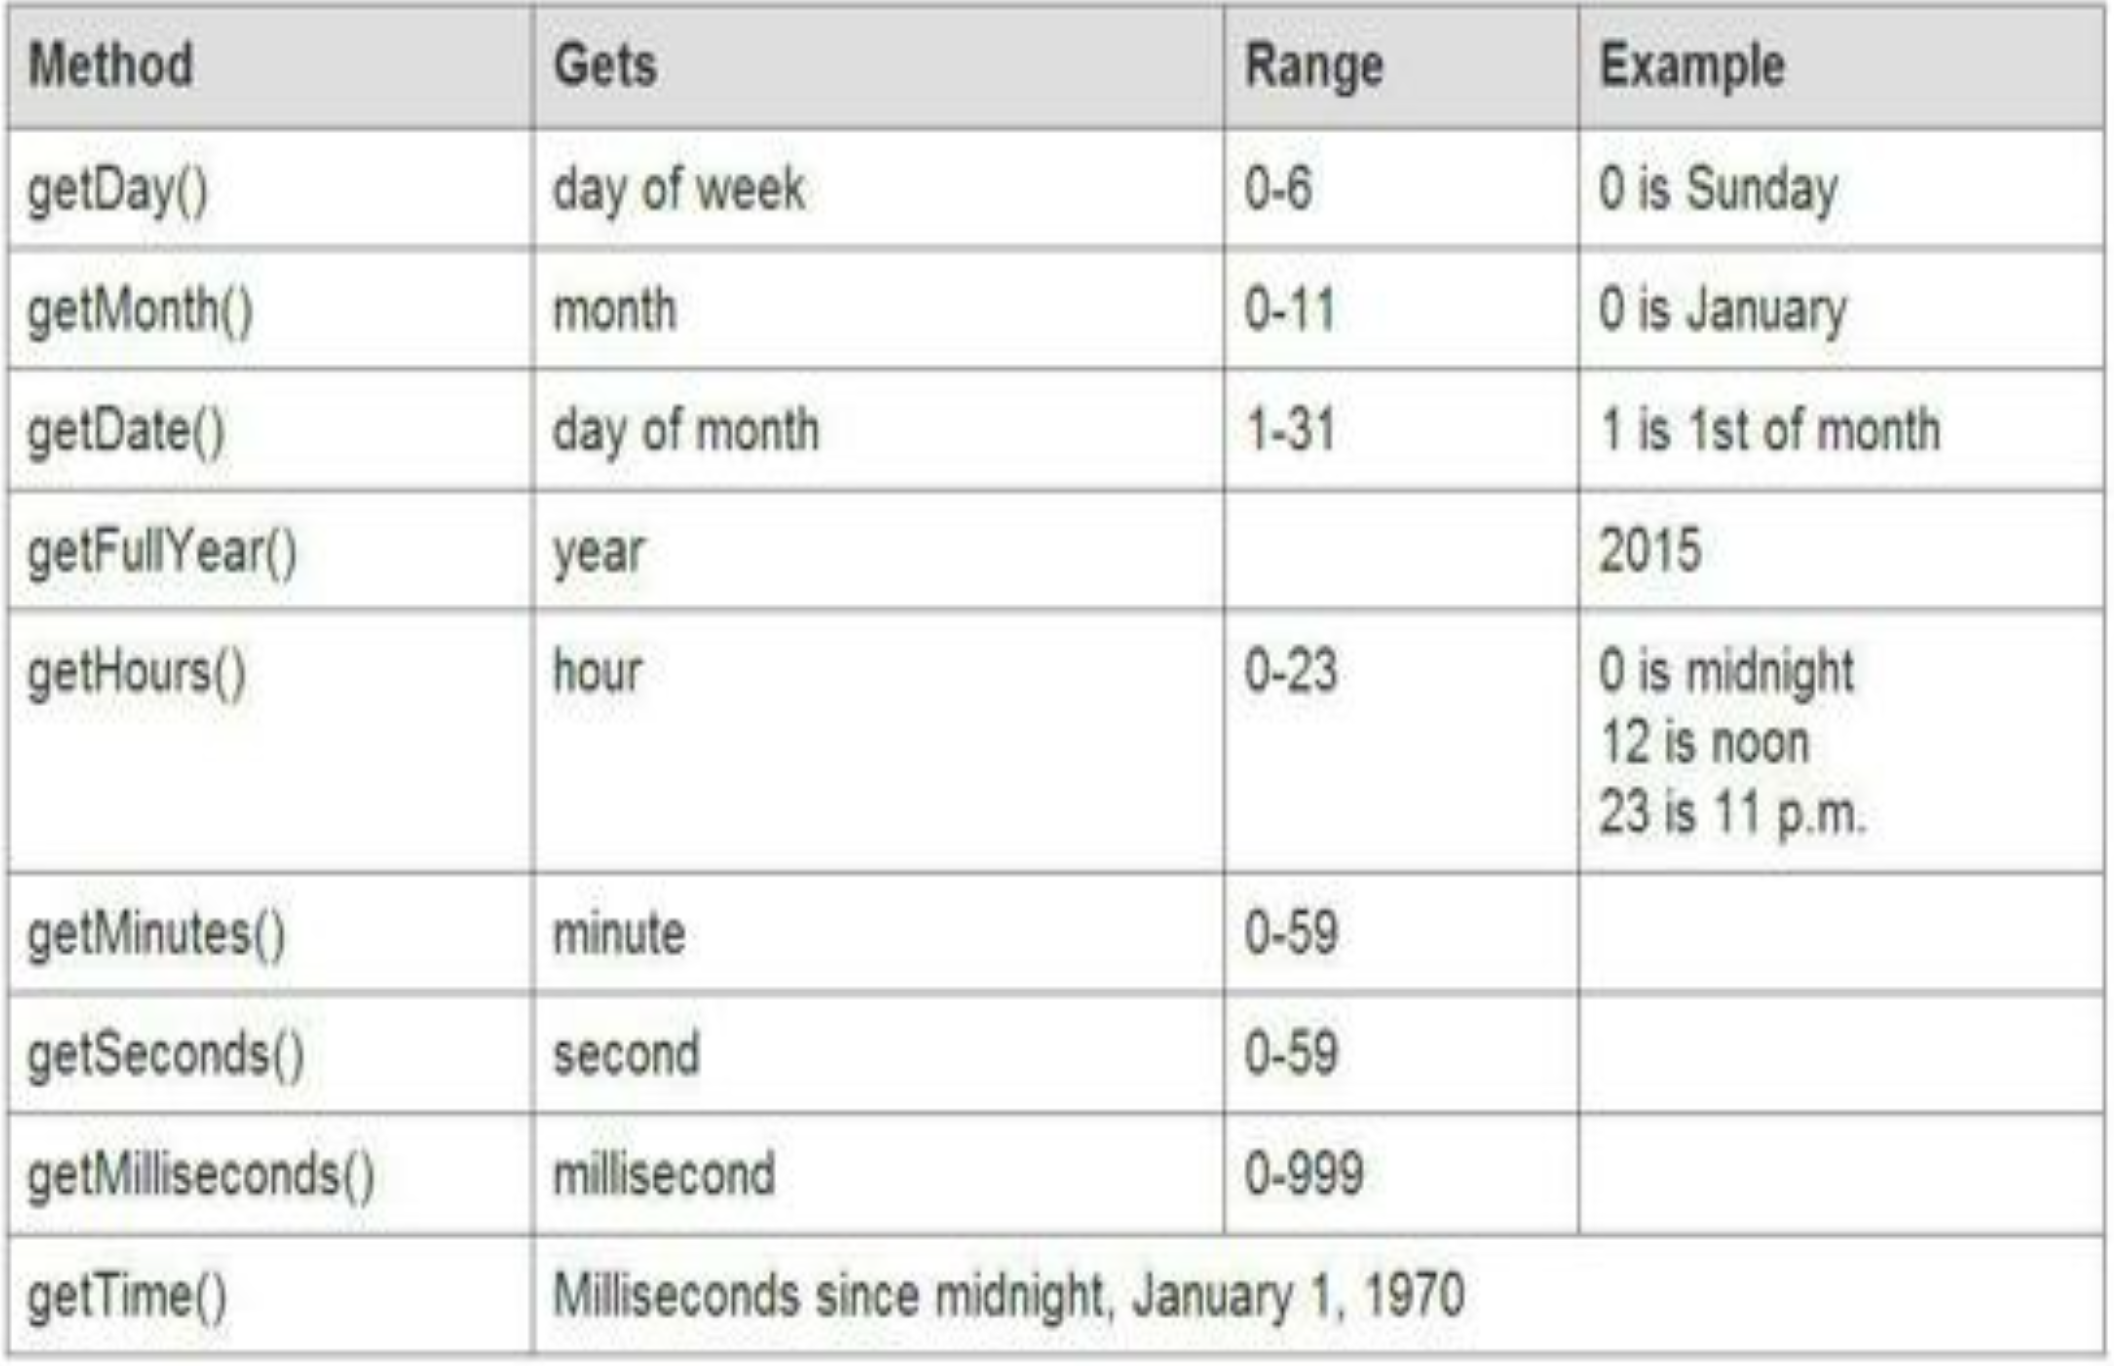 Method Gets Range Example
getDay() day of week 0-6 0 is Sunday
getMonth() month 0-11 0 is January
getDate() day of month 1-31 1 is 1st of month
getFullYear() year 2015
getHours() hour 0-23 0 is midnight
12 is noon
23 is 11 p.m.
getMinutes() minute 0-59
getSeconds() second 0-59
getMilliseconds() millisecond 0-999
getTime() Milliseconds since midnight, January 1, 1970